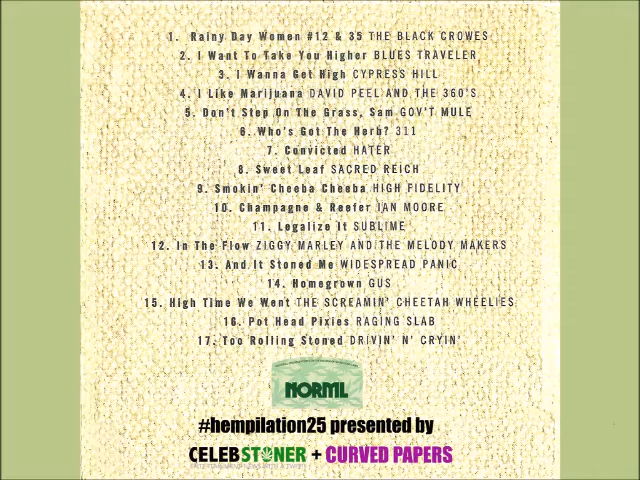 1. Rainy Day Women #12 & 35 THE BLACK CROWES
2. I Want To Take You Higher BLUES TRAVELER
3. I Wanna Get High CYPRESS HILL
4. I Like Marijuana DAVID PEEL AND THE 360'S
5. Don't Step On The Grass, Sam GOV'T MULE
6. Who's Got The Herb? 311
7. Convicted HATER
8. Sweet Leaf SACRED REICH
9. Smokin' Cheeba Cheeba HIGH FIDELITY
10. Champagne & Reefer IAN MOORE
11. Legalize It SUBLIME
12. In The Flow ZIGGY MARLEY AND THE MELODY MAKERS
13. And It Stoned Me WIDESPREAD PANIC
14. Homegrown GUS
15. High Time We Went THE SCREAMIN' CHEETAH WHEELIES
16. Pot Head Pixies RAGING SLAB
17. Too Rolling Stoned DRIVIN' N' CRYIN'
NORML
#hempilation25 presented by
CELEBSTONER + CURVED PAPERS